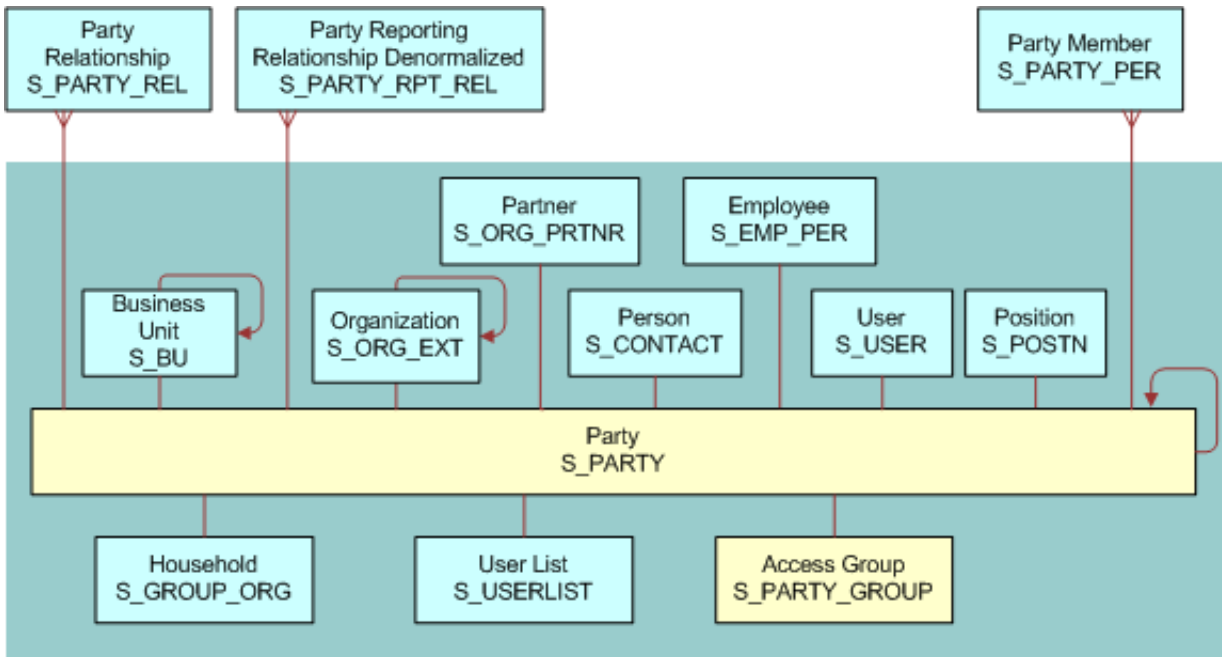 Party
Relationship
S_PARTY_REL
Party Reporting
Relationship Denormalized
S_PARTY_RPT_REL
Party Member
S_PARTY_PER
Partner
S_ORG_PRTNR
Employee
S_EMP_PER
Business
Unit
S_BU
Organization
S_ORG_EXT
Person
S_CONTACT
User
S_USER
Position
S_POSTN
Party
S_PARTY
Household
S_GROUP_ORG
User List
S_USERLIST
Access Group
S_PARTY_GROUP